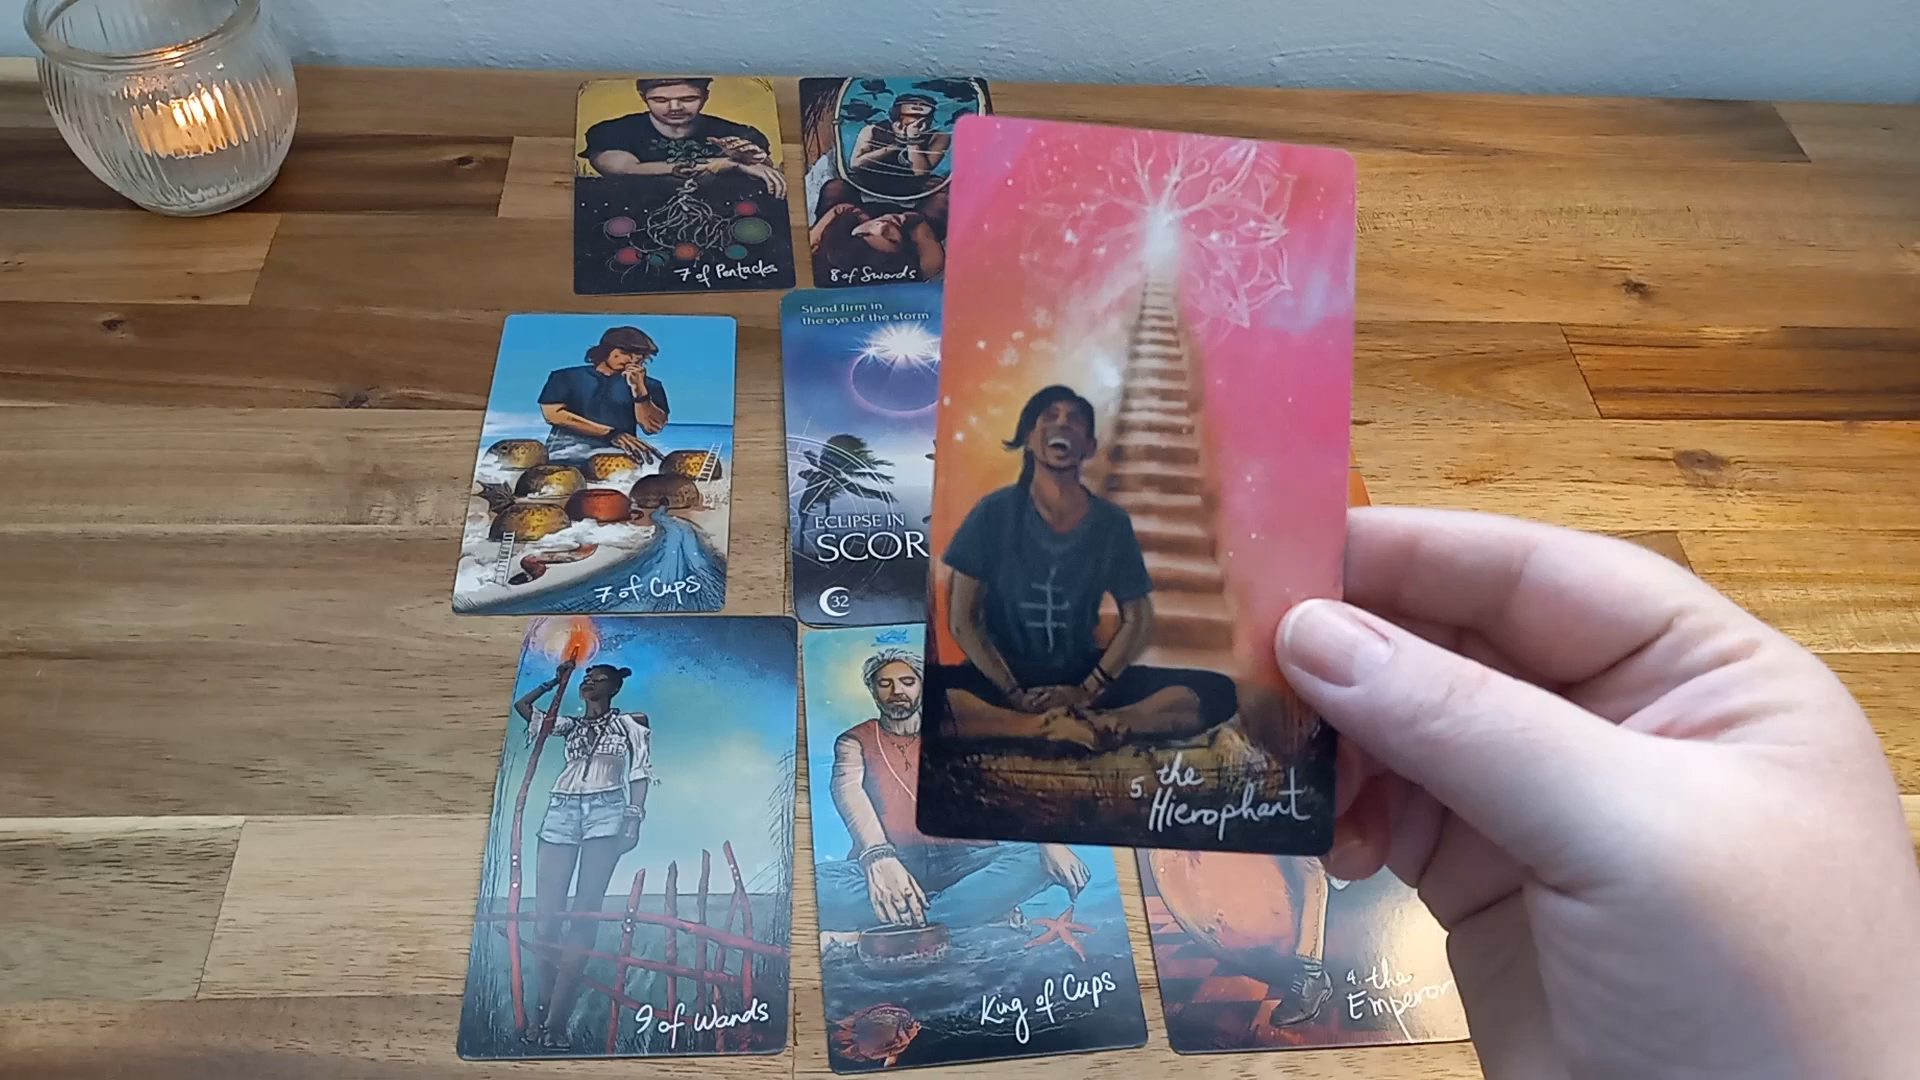 7 of Pentacles
8 of Swords
Stand firm in
the eye of the storm
ECLIPSE IN
SCOR
32
7 of Cups
5 the
Hierophant
9 of Wands
King of Cups
4. the
Emperor